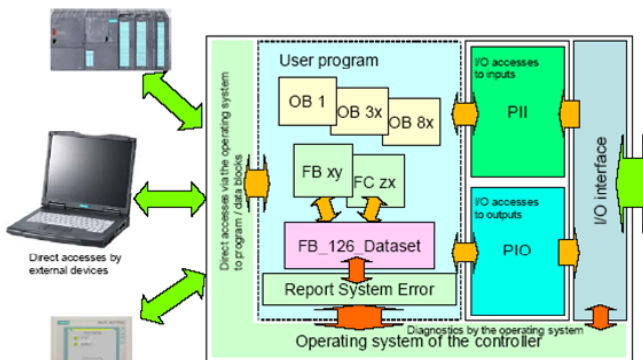 Direct accesses by
external devices
Direct accesses via the operating system
to program / data blocks
User program
OB 1
OB 3x
OB 8x
FB xy
FC zx
FB_126_Dataset
Report System Error
I/O accesses
to inputs
PII
I/O accesses
to outputs
PIO
I/O interface
Diagnostics by the operating system
Operating system of the controller